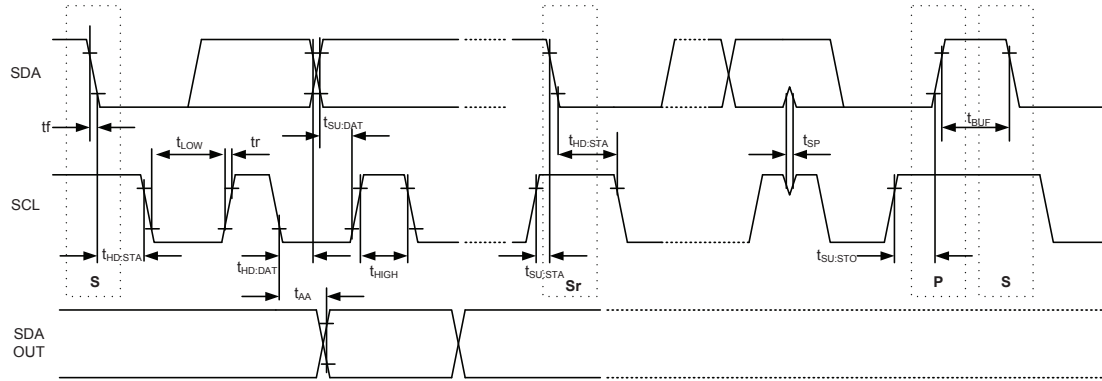 SDA
tf
tLOW
tr
tSU:DAT
tHD:STA
tSP
tBUF
SCL
tHD:STA
tHD:DAT
tHIGH
tSU:STA
tSU:STO
S
Sr
P
S
tAA
SDA
OUT